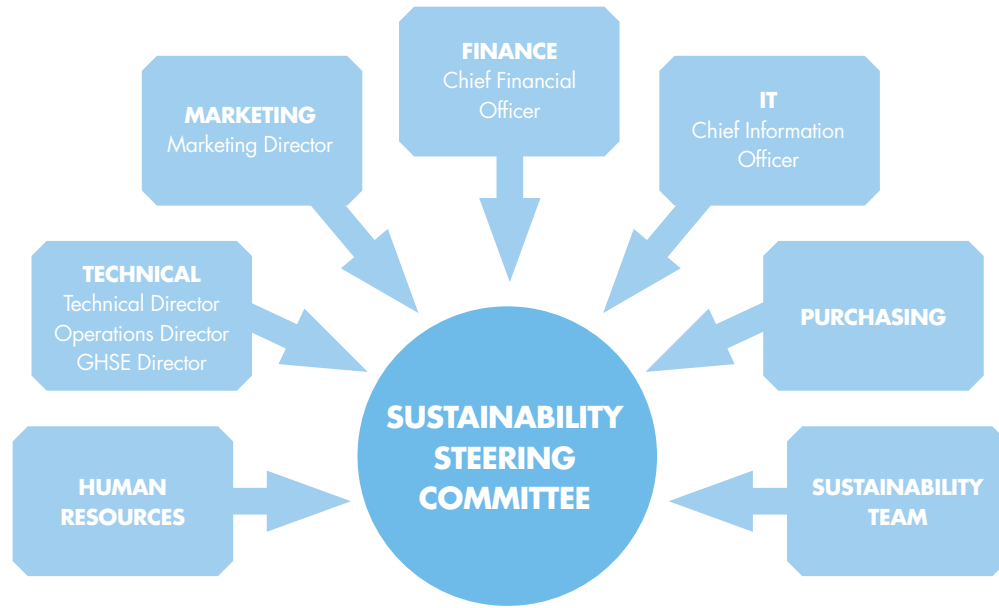 FINANCE
Chief Financial
Officer
MARKETING
Marketing Director
IT
Chief Information
Officer
TECHNICAL
Technical Director
Operations Director
GHSE Director
PURCHASING
HUMAN
RESOURCES
SUSTAINABILITY
STEERING
COMMITTEE
SUSTAINABILITY
TEAM